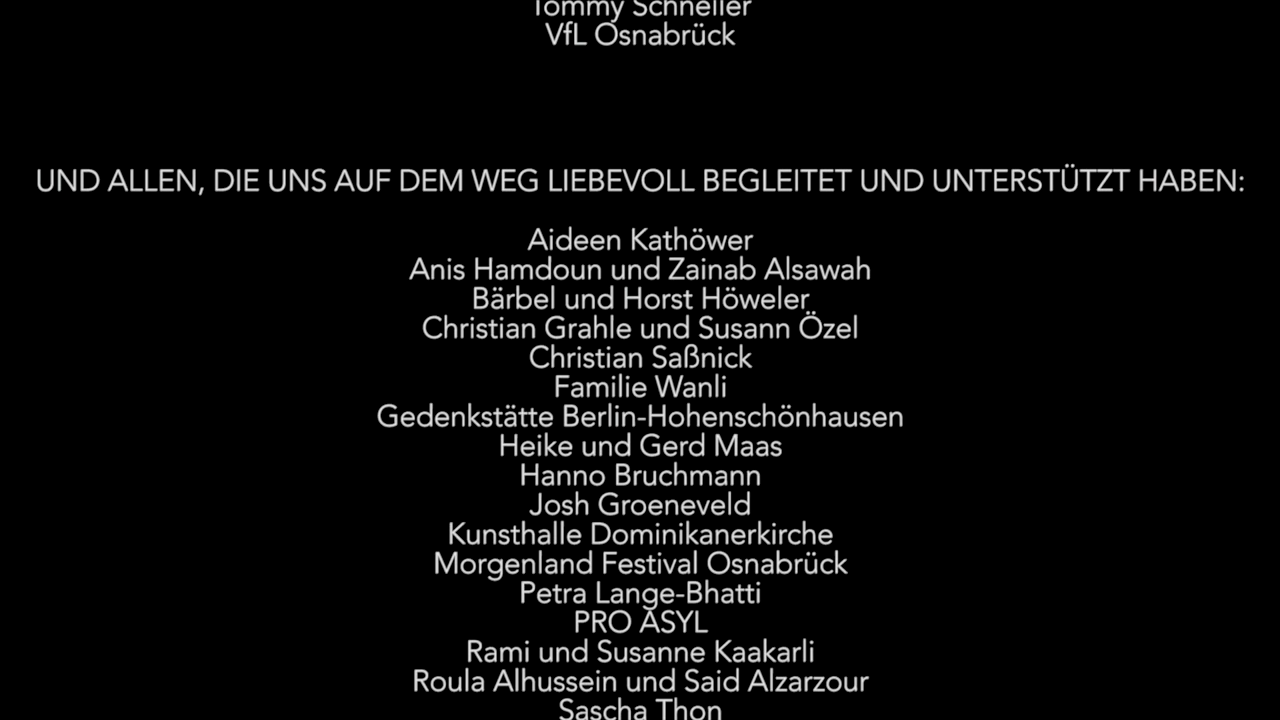 Tommy Schneller
VfL Osnabrück
UND ALLEN, DIE UNS AUF DEM WEG LIEBEVOLL BEGLEITET UND UNTERSTÜTZT HABEN:
Aideen Kathöwer
Anis Hamdoun und Zainab Alsawah
Bärbel und Horst Höweler
Christian Grahle und Susann Özel
Christian Saßnick
Familie Wanli
Gedenkstätte Berlin-Hohenschönhausen
Heike und Gerd Maas
Hanno Bruchmann
Josh Groeneveld
Kunsthalle Dominikanerkirche
Morgenland Festival Osnabrück
Petra Lange-Bhatti
PRO ASYL
Rami und Susanne Kaakarli
Roula Alhussein und Said Alzarzour
Sascha Thon